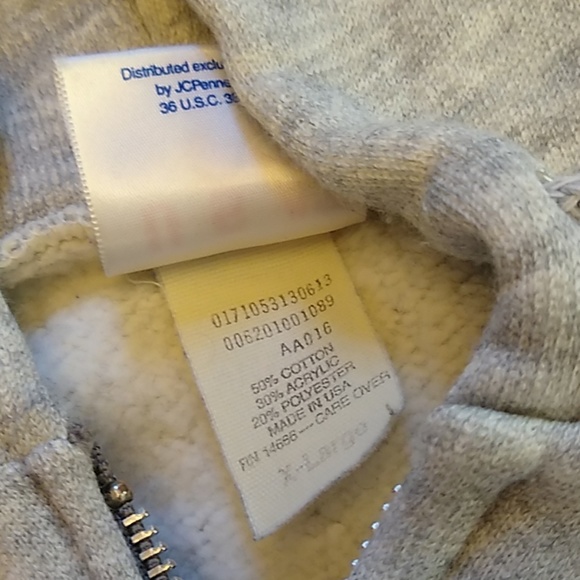 Distributed exclu
by JCPenne
36 U.S.C. 3
0171053130613
006201001089
AA016
50% COTTON
30% ACRYLIC
20% POLYESTER
MADE IN USA
RN 14686---CARE OVER
X-Large